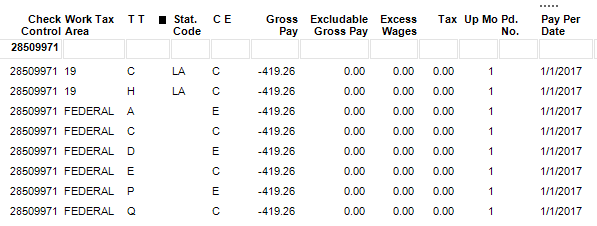 Check Work Tax T T Stat. C E Gross Excludable Excess Tax Up Mo Pd. Pay Per
Control Area Code Pay Gross Pay Wages No. Date
28509971
28509971 19 C LA C -419.26 0.00 0.00 0.00 1 1/1/2017
28509971 19 H LA C -419.26 0.00 0.00 0.00 1 1/1/2017
28509971 FEDERAL A E -419.26 0.00 0.00 0.00 1 1/1/2017
28509971 FEDERAL C C -419.26 0.00 0.00 0.00 1 1/1/2017
28509971 FEDERAL D E -419.26 0.00 0.00 0.00 1 1/1/2017
28509971 FEDERAL E C -419.26 0.00 0.00 0.00 1 1/1/2017
28509971 FEDERAL P E -419.26 0.00 0.00 0.00 1 1/1/2017
28509971 FEDERAL Q C -419.26 0.00 0.00 0.00 1 1/1/2017